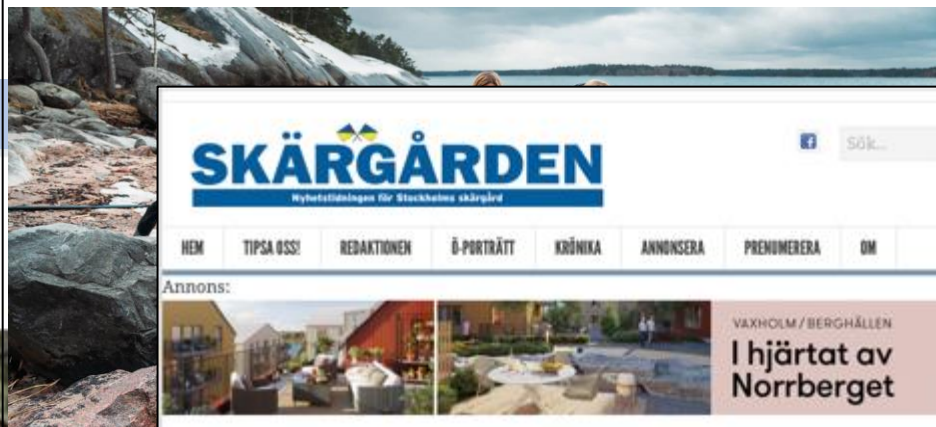 SKÄRGÅRDEN
Nyhetstidningen för Stockholms skärgård
Sök...
HEM TIPSA OSS! REDAKTIONEN Ö-PORTRÄTT KRÖNIKA ANNONSERA PRENUMERERA OM
Annons:
VAXHOLM/BERGHÄLLEN
I hjärtat av
Norrberget